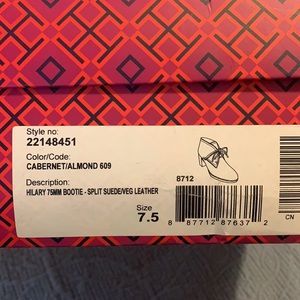 Style no:
22148451
Color/Code:
CABERNET/ALMOND 609
Description:
HILARY 75MM BOOTIE - SPLIT SUEDE/VEG LEATHER
8712
Size
7.5
8 87712 87637 2
CN